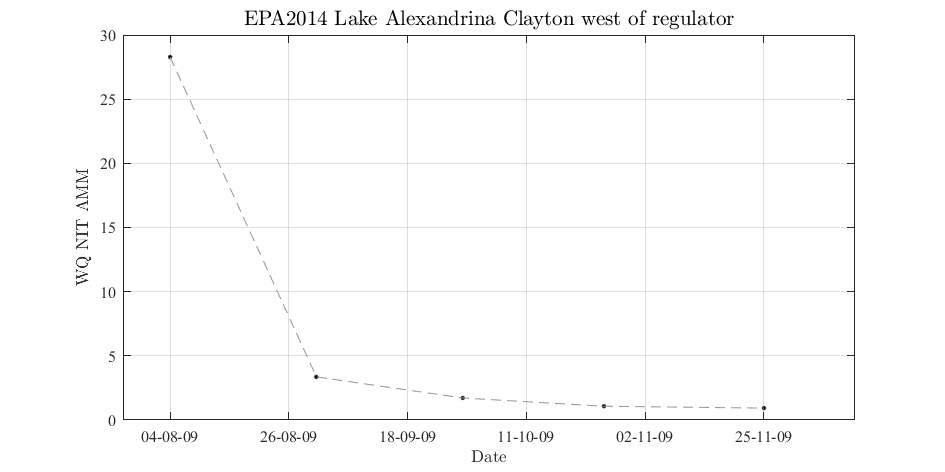 EPA2014 Lake Alexandrina Clayton west of regulator
30
25
20
15
10
5
0
WQ NIT AMM
04-08-09 26-08-09 18-09-09 11-10-09 02-11-09 25-11-09
Date